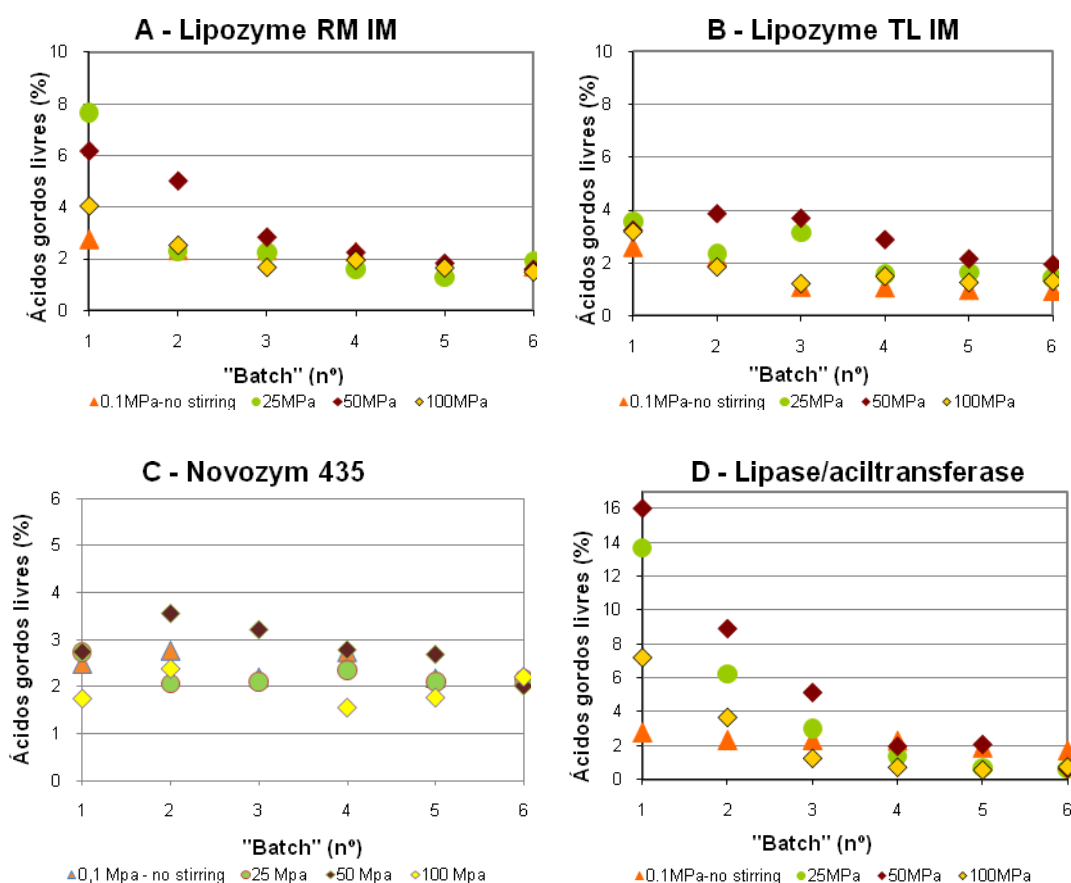 A - Lipozyme RM IM
Ácidos gordos livres (%)
10
8
6
4
2
0
1 2 3 4 5 6
"Batch" (nº)
0.1MPa-no stirring 25MPa 50MPa 100MPa
B - Lipozyme TL IM
Ácidos gordos livres (%)
10
8
6
4
2
0
1 2 3 4 5 6
"Batch" (nº)
0.1MPa-no stirring 25MPa 50MPa 100MPa
C - Novozym 435
Ácidos gordos livres (%)
6
5
4
3
2
1
0
1 2 3 4 5 6
"Batch" (nº)
0,1 Mpa - no stirring 25 Mpa 50 Mpa 100 Mpa
D - Lipase/aciltransferase
Ácidos gordos livres (%)
16
14
12
10
8
6
4
2
0
1 2 3 4 5 6
"Batch" (nº)
0.1MPa-no stirring 25MPa 50MPa 100MPa